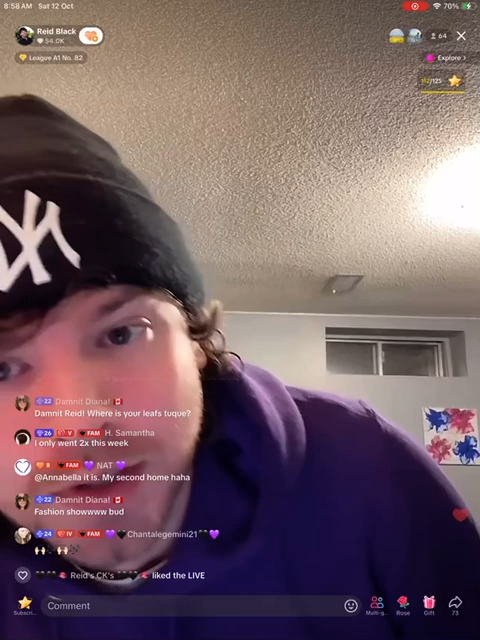 8:58 AM Sat 12 Oct
70%
Reid Black
54.0K
64
League A1 No. 82
Explore >
/125
NY
22 Damnit Diana!
Damnit Reid! Where is your leafs tuque?
26 V FAM H. Samantha
I only went 2x this week
8 FAM NAT
@Annabella it is. My second home haha
22 Damnit Diana!
Fashion showwww bud
24 IV FAM Chantalegemini21
Reid's CK's liked the LIVE
Subscri...
Comment
Multi-g...
Rose
Gift
73